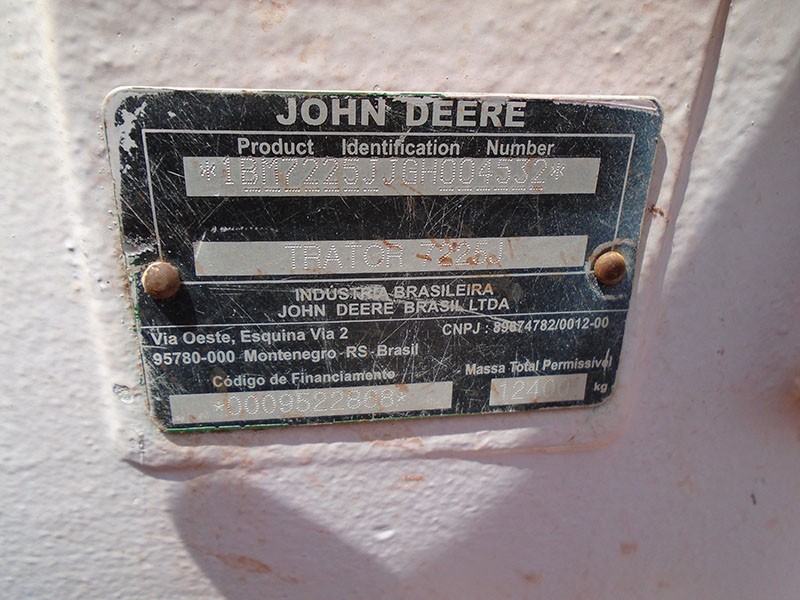 JOHN DEERE
Product Identification Number
*1BM7225JJGH004532*
TRATOR 7225J
INDÚSTRIA BRASILEIRA
JOHN DEERE BRASIL LTDA
Via Oeste, Esquina Via 2
CNPJ : 89674782/0012-00
95780-000 Montenegro - RS - Brasil
Código de Financiamento
Massa Total Permissível
*0009522808*
12400 kg